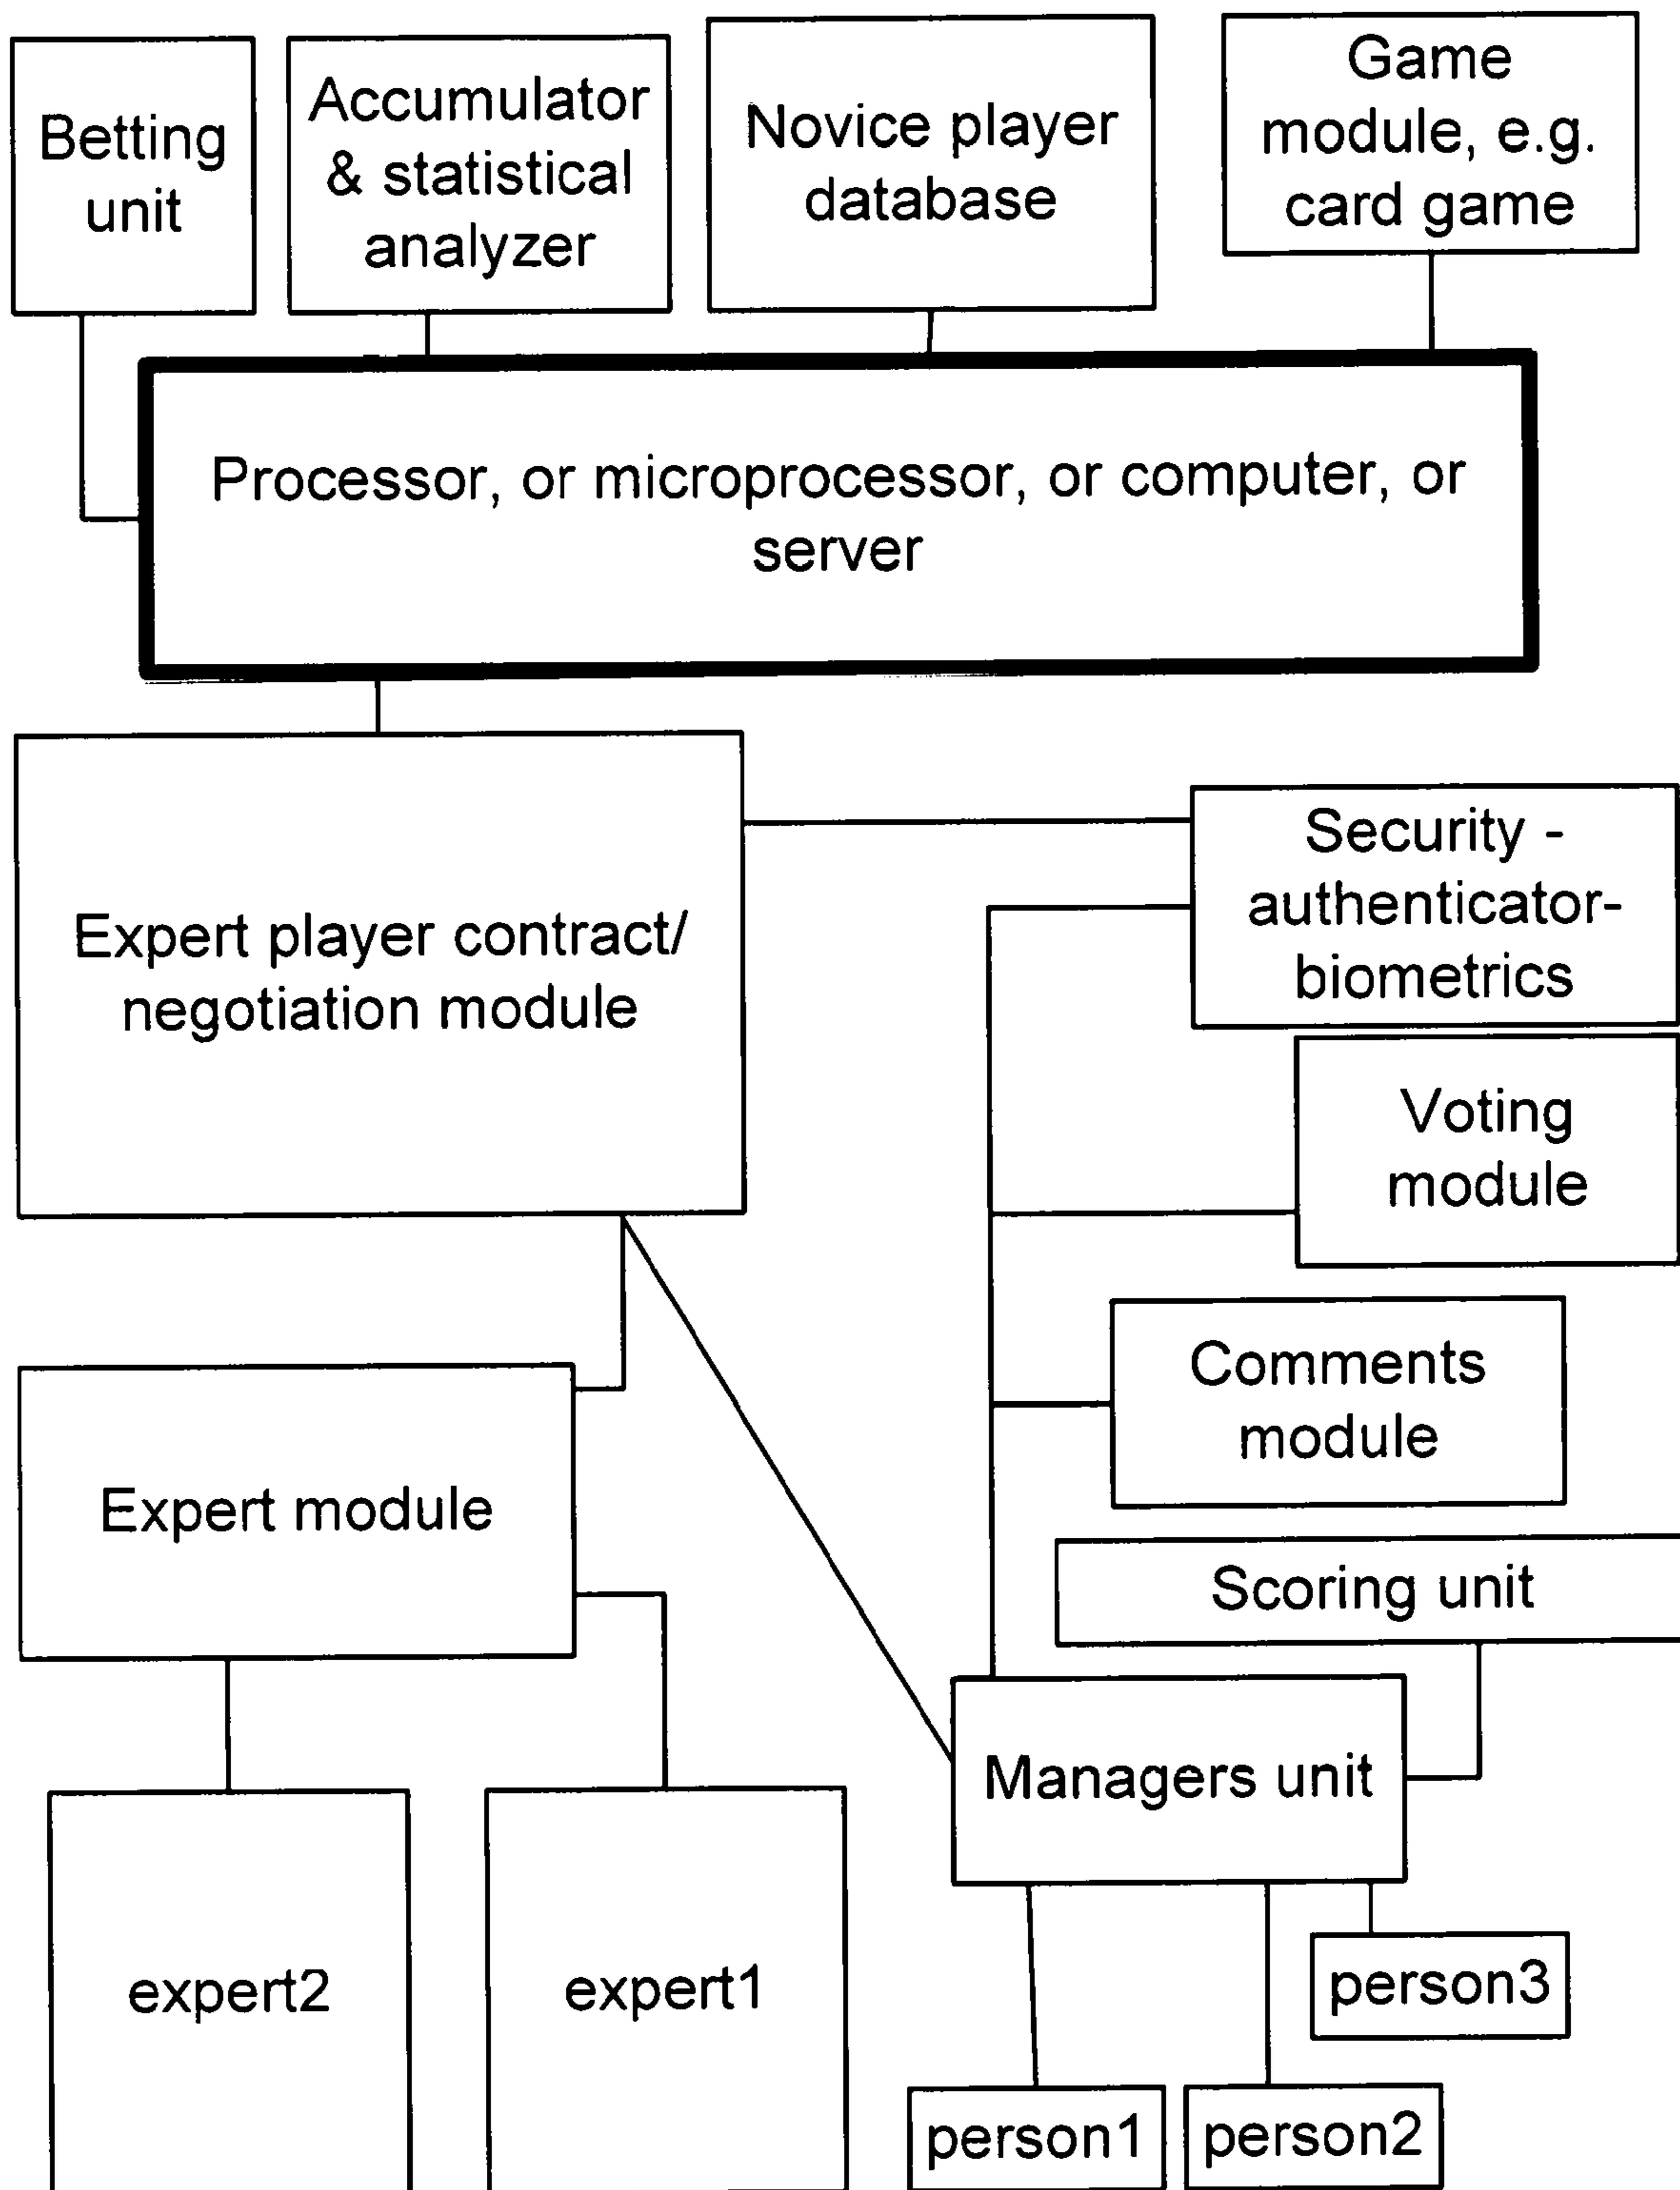 Betting
unit
Accumulator
& statistical
analyzer
Novice player
database
Game
module, e.g.
card game
Processor, or microprocessor, or computer, or
server
Expert player contract/
negotiation module
Security -
authenticator-
biometrics
Voting
module
Comments
module
Expert module
Scoring unit
Managers unit
expert2
expert1
person3
person1
person2